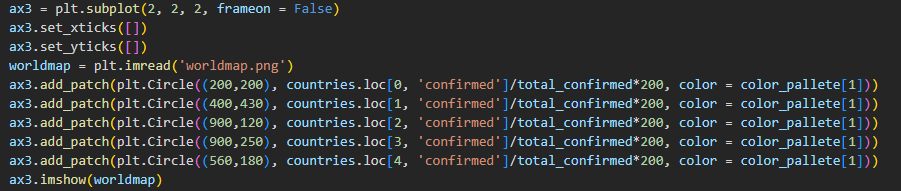 ax3 = plt.subplot(2, 2, 2, frameon = False)
ax3.set_xticks([])
ax3.set_yticks([])
worldmap = plt.imread('worldmap.png')
ax3.add_patch(plt.Circle((200,200), countries.loc[0, 'confirmed']/total_confirmed*200, color = color_pallete[1]))
ax3.add_patch(plt.Circle((400,430), countries.loc[1, 'confirmed']/total_confirmed*200, color = color_pallete[1]))
ax3.add_patch(plt.Circle((900,120), countries.loc[2, 'confirmed']/total_confirmed*200, color = color_pallete[1]))
ax3.add_patch(plt.Circle((900,250), countries.loc[3, 'confirmed']/total_confirmed*200, color = color_pallete[1]))
ax3.add_patch(plt.Circle((560,180), countries.loc[4, 'confirmed']/total_confirmed*200, color = color_pallete[1]))
ax3.imshow(worldmap)